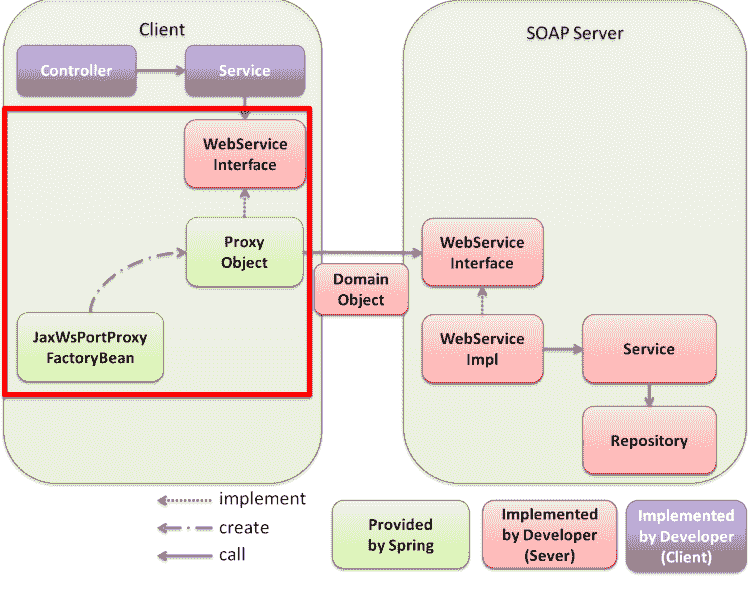 Client
SOAP Server
Controller
Service
WebService
Interface
Proxy
Object
WebService
Interface
Domain
Object
JaxWsPortProxy
FactoryBean
WebService
Impl
Service
Repository
implement
create
call
Provided
by Spring
Implemented
by Developer
(Sever)
Implemented
by Developer
(Client)